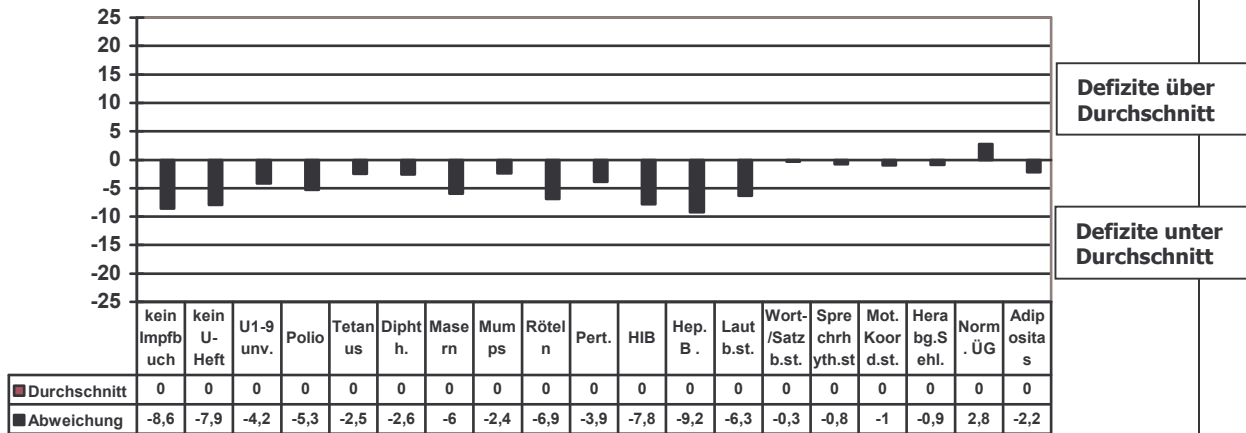 25
20
15
10
5
0
-5
-10
-15
-20
-25
Defizite über
Durchschnitt
Defizite unter
Durchschnitt
kein Impfb uch kein U- Heft U1-9 unv. Polio Tetan us Dipht h. Mase rn Mum ps Rötel n Pert. HIB Hep. B . Laut b.st. Wort- /Satz b.st. Spre chrh yth.st Mot. Koor d.st. Hera bg.S ehl. Norm . ÜG Adip osita s
Durchschnitt 0 0 0 0 0 0 0 0 0 0 0 0 0 0 0 0 0 0 0
Abweichung -8,6 -7,9 -4,2 -5,3 -2,5 -2,6 -6 -2,4 -6,9 -3,9 -7,8 -9,2 -6,3 -0,3 -0,8 -1 -0,9 2,8 -2,2